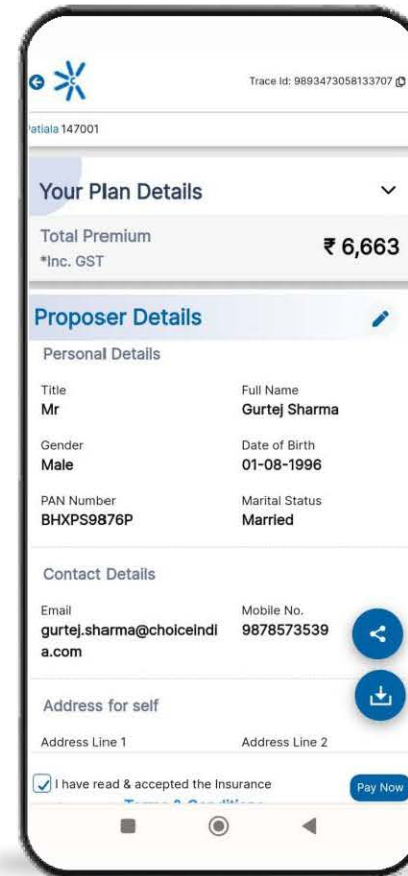 Trace Id: 9893473058133707
Patiala 147001
Your Plan Details
Total Premium
*Inc. GST
₹ 6,663
Proposer Details
Personal Details
Title Full Name
Mr Gurtej Sharma
Gender Date of Birth
Male 01-08-1996
PAN Number Marital Status
BHXPS9876P Married
Contact Details
Email Mobile No.
gurtej.sharma@choiceindi 9878573539
a.com
Address for self
Address Line 1 Address Line 2
I have read & accepted the Insurance
Terms & Conditions
Pay Now